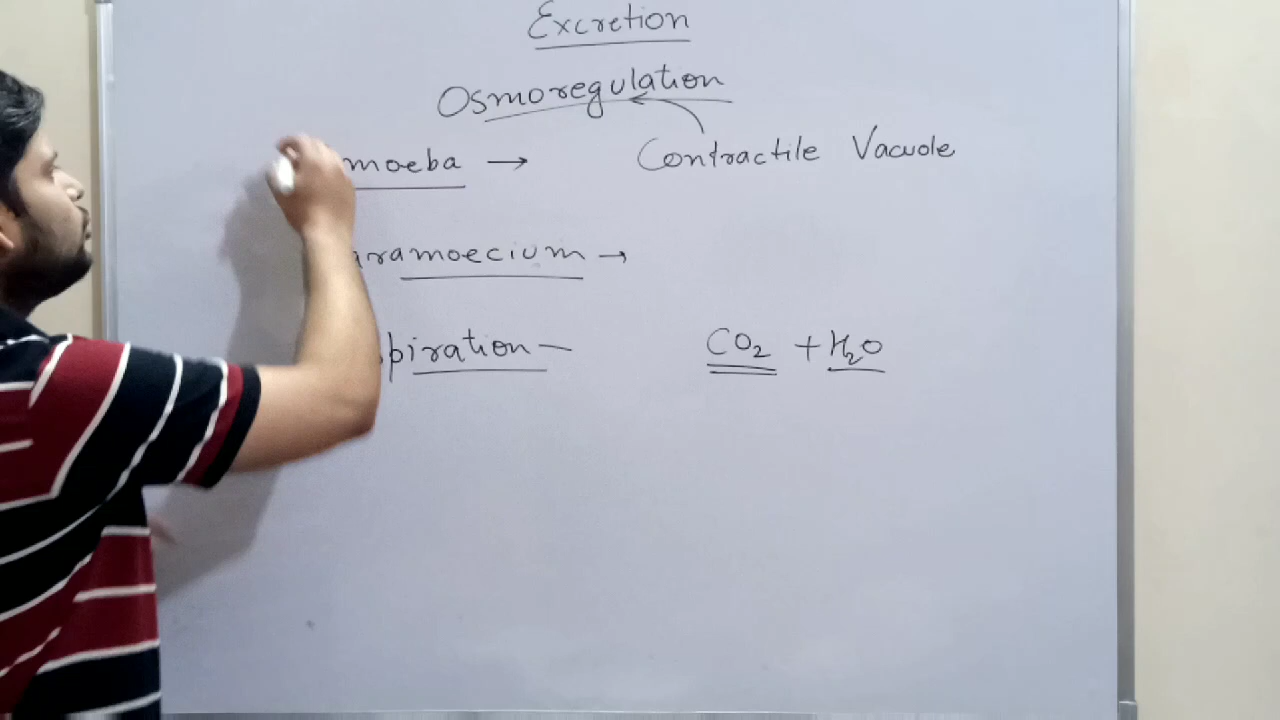 Excretion
Osmoregulation
moeba → Contractile Vacuole
ramoecium →
piration — CO₂ + H₂O